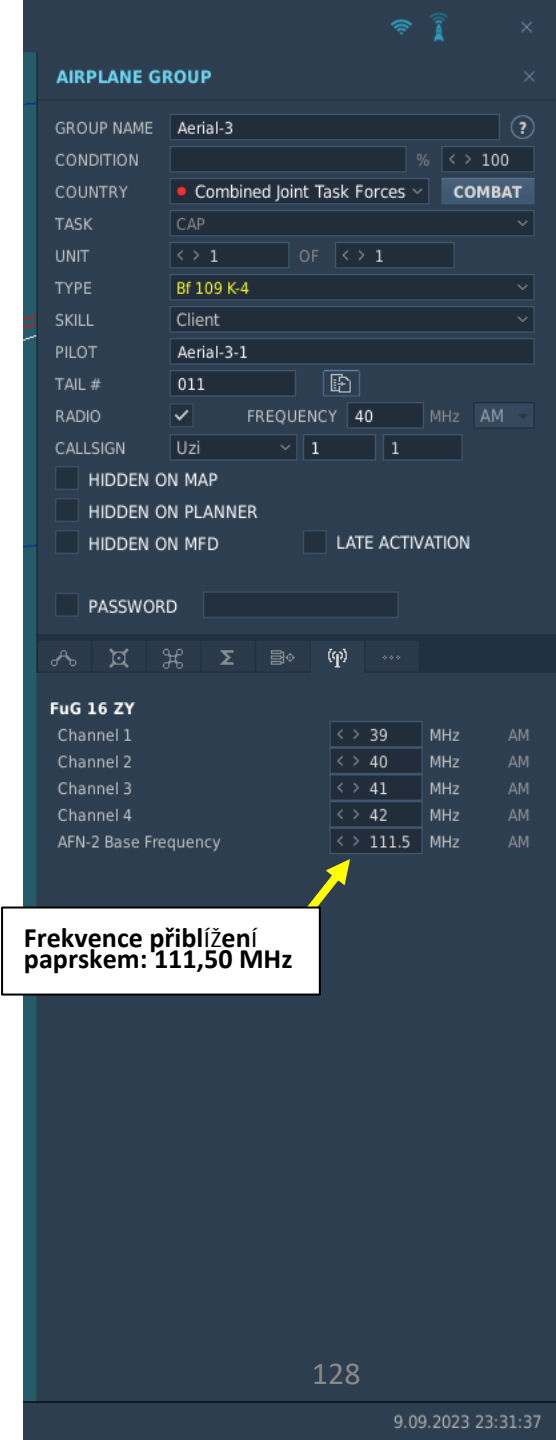 AIRPLANE GROUP
GROUP NAME Aerial-3 ?
CONDITION % < > 100
COUNTRY Combined Joint Task Forces COMBAT
TASK CAP
UNIT < > 1 OF < > 1
TYPE Bf 109 K-4
SKILL Client
PILOT Aerial-3-1
TAIL # 011
RADIO FREQUENCY 40 MHz AM
CALLSIGN Uzi 1 1
HIDDEN ON MAP
HIDDEN ON PLANNER
HIDDEN ON MFD LATE ACTIVATION
PASSWORD
FuG 16 ZY
Channel 1 < > 39 MHz AM
Channel 2 < > 40 MHz AM
Channel 3 < > 41 MHz AM
Channel 4 < > 42 MHz AM
AFN-2 Base Frequency < > 111.5 MHz AM
Frekvence přiblížení
paprskem: 111,50 MHz
128
9.09.2023 23:31:37